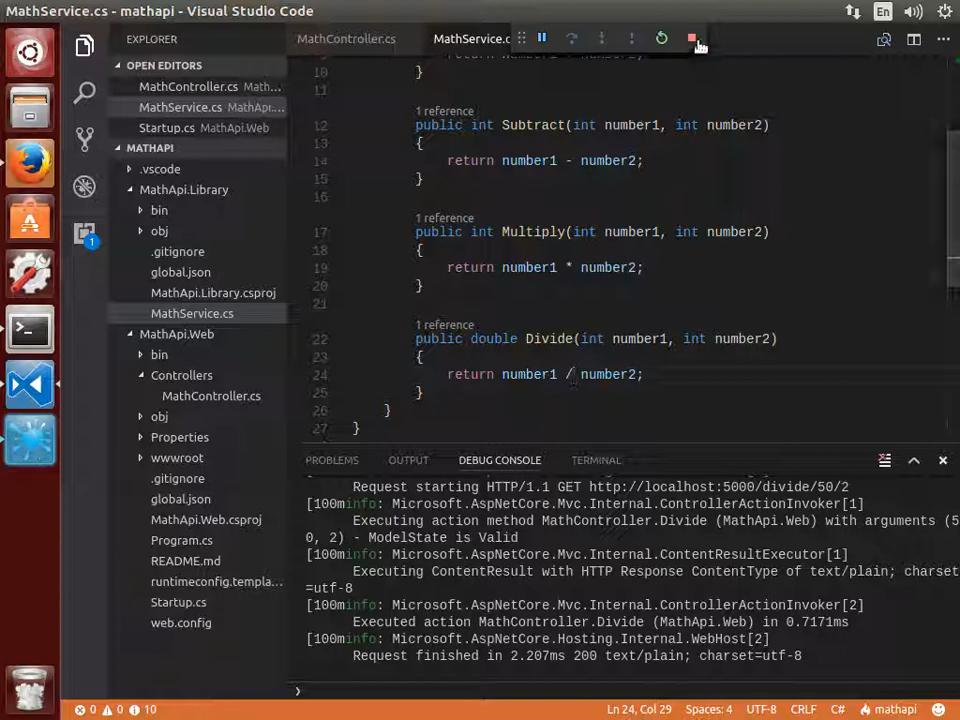 MathService.cs - mathapi - Visual Studio Code
En
EXPLORER
MathController.cs
MathService.c
OPEN EDITORS
MathController.cs Math...
MathService.cs MathApi....
Startup.cs MathApi.Web
MATHAPI
.vscode
MathApi.Library
bin
obj
.gitignore
global.json
MathApi.Library.csproj
MathService.cs
MathApi.Web
bin
Controllers
MathController.cs
obj
Properties
wwwroot
.gitignore
global.json
MathApi.Web.csproj
Program.cs
README.md
runtimeconfig.templa...
Startup.cs
web.config
1
10 }
11
1 reference
12 public int Subtract(int number1, int number2)
13 {
14 return number1 - number2;
15 }
16
1 reference
17 public int Multiply(int number1, int number2)
18 {
19 return number1 * number2;
20 }
21
1 reference
22 public double Divide(int number1, int number2)
23 {
24 return number1 / number2;
25 }
26 }
27 }
PROBLEMS OUTPUT DEBUG CONSOLE TERMINAL
Request starting HTTP/1.1 GET http://localhost:5000/divide/50/2
[100minfo: Microsoft.AspNetCore.Mvc.Internal.ControllerActionInvoker[1]
Executing action method MathController.Divide (MathApi.Web) with arguments (5
0, 2) - ModelState is Valid
[100minfo: Microsoft.AspNetCore.Mvc.Internal.ContentResultExecutor[1]
Executing ContentResult with HTTP Response ContentType of text/plain; charset
=utf-8
[100minfo: Microsoft.AspNetCore.Mvc.Internal.ControllerActionInvoker[2]
Executed action MathController.Divide (MathApi.Web) in 0.7171ms
[100minfo: Microsoft.AspNetCore.Hosting.Internal.WebHost[2]
Request finished in 2.207ms 200 text/plain; charset=utf-8
0 0 10
Ln 24, Col 29 Spaces: 4 UTF-8 CRLF C# mathapi